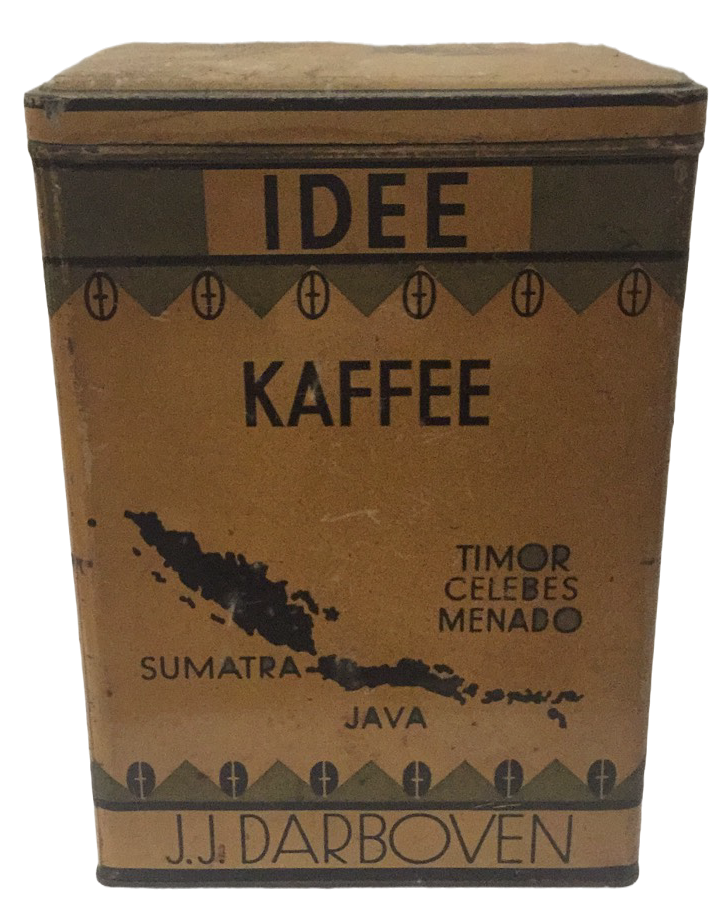 IDEE
KAFFEE
TIMOR
CELEBES
MENADO
SUMATRA
JAVA
J.J. DARBOVEN